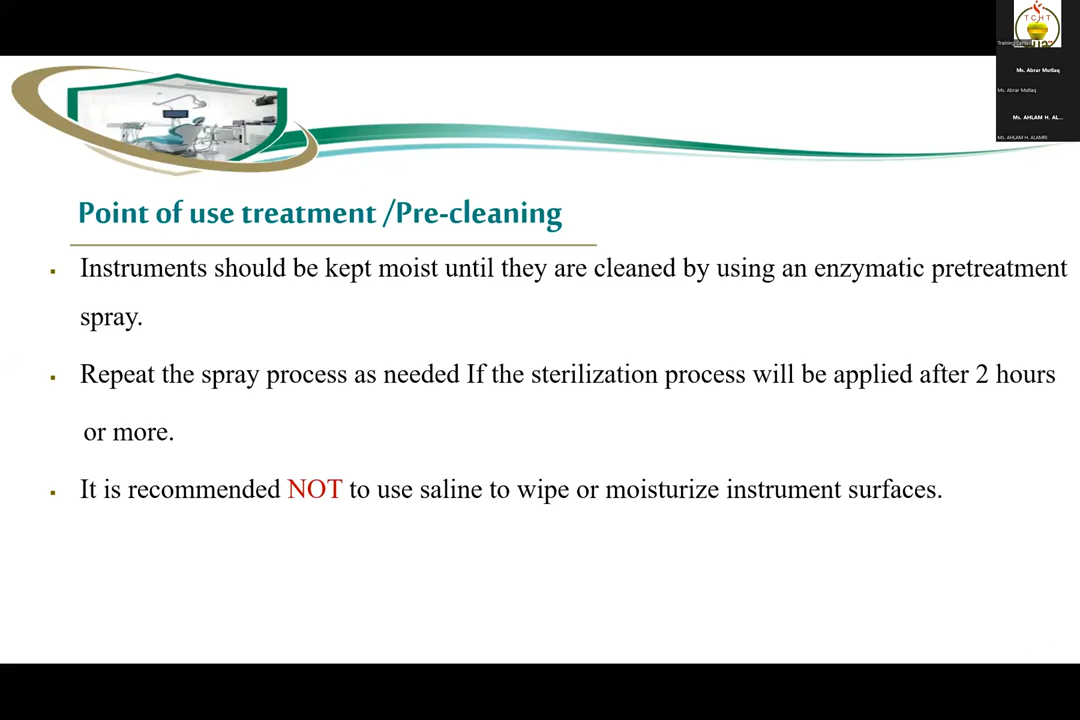 TCHT
Training Center
Ms. Abrar Mutlaq
Ms. Abrar Mutlaq
Ms. AHLAM H. AL...
Ms. AHLAM H. ALAMRI
Point of use treatment /Pre-cleaning
Instruments should be kept moist until they are cleaned by using an enzymatic pretreatment
spray.
Repeat the spray process as needed If the sterilization process will be applied after 2 hours
or more.
It is recommended NOT to use saline to wipe or moisturize instrument surfaces.